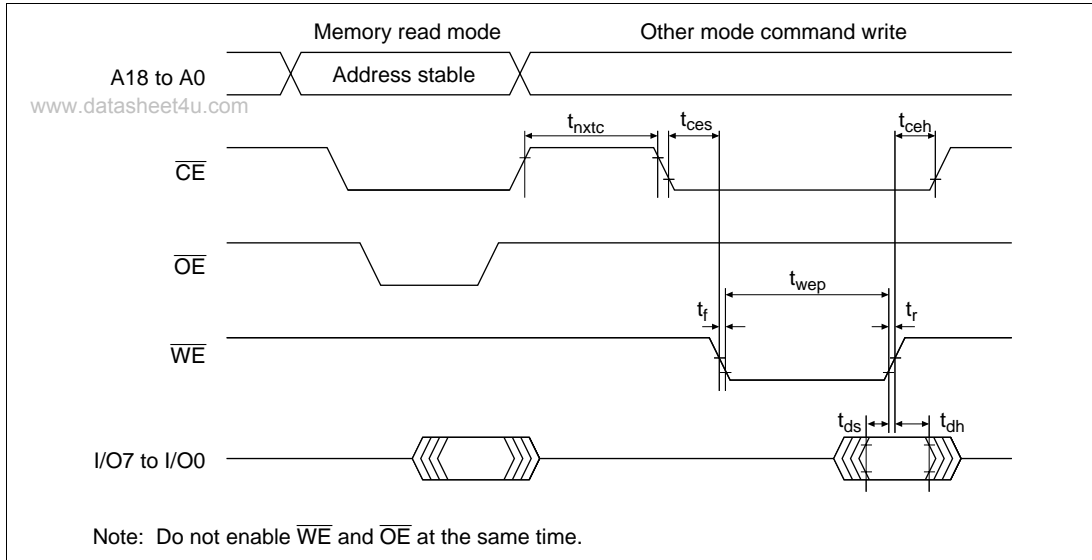 Memory read mode Other mode command write
A18 to A0 Address stable
www.datasheet4u.com
tnxtc tces tceh
CE
OE
twep
tf tr
WE
tds tdh
I/O7 to I/O0
Note: Do not enable WE and OE at the same time.